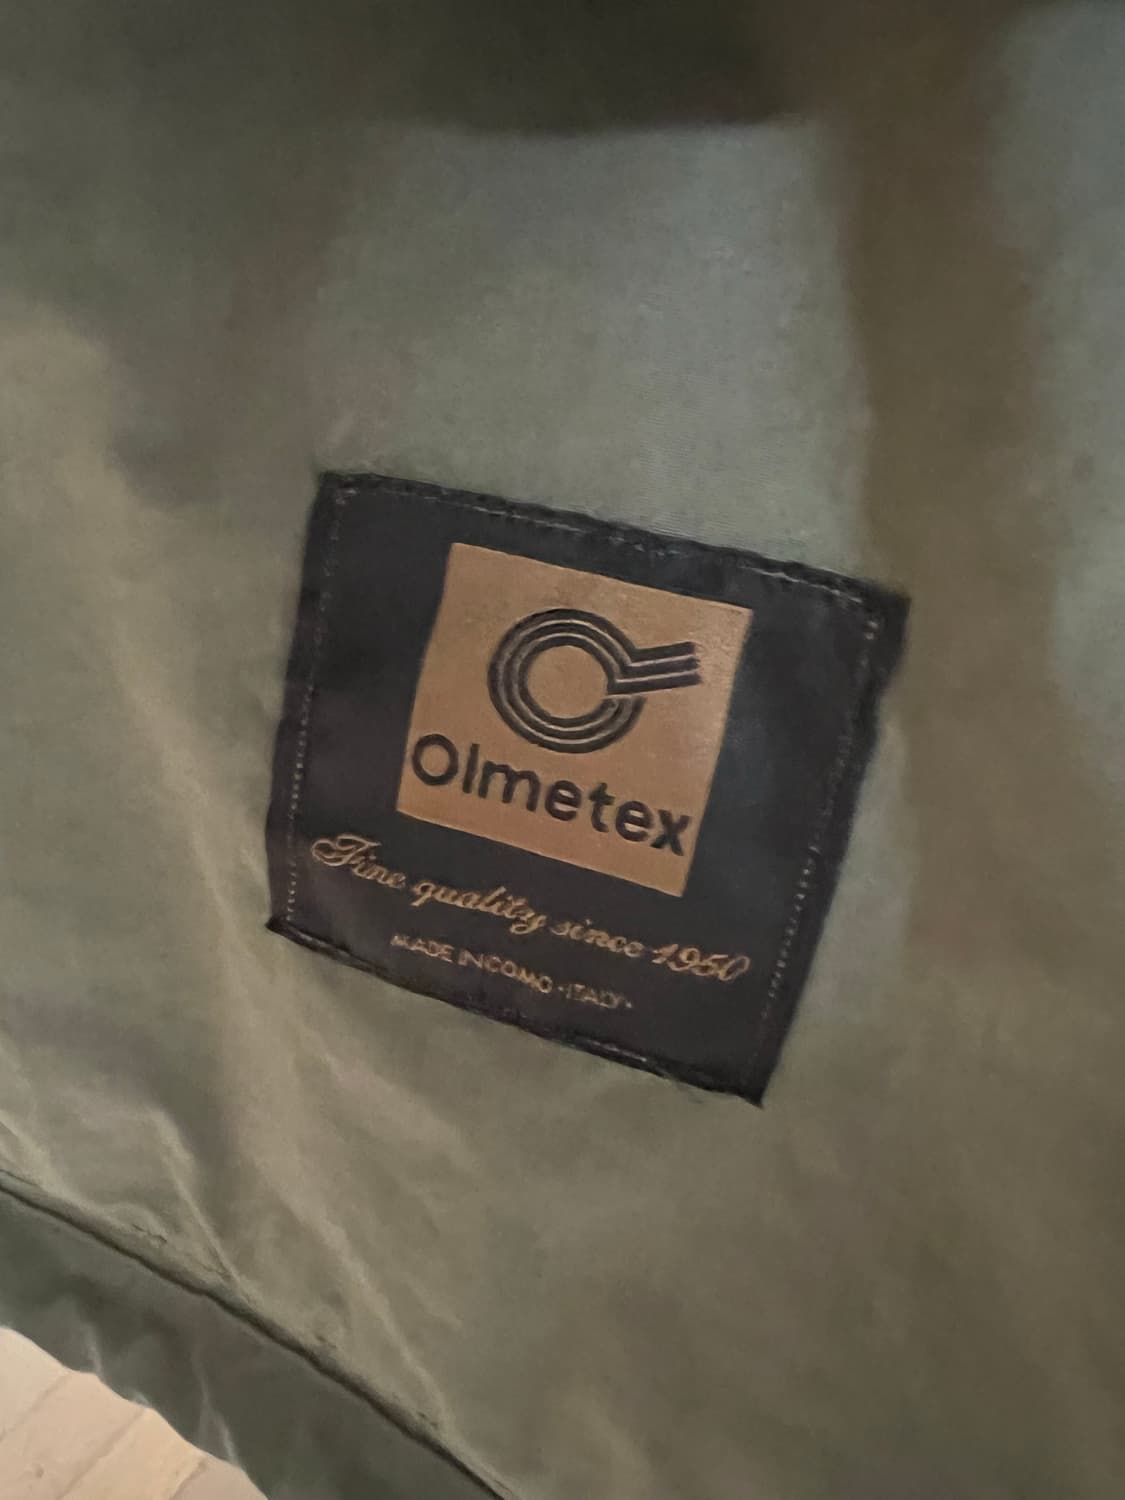 Olmetex
Fine quality since 1950
MADE IN COMO - ITALY -